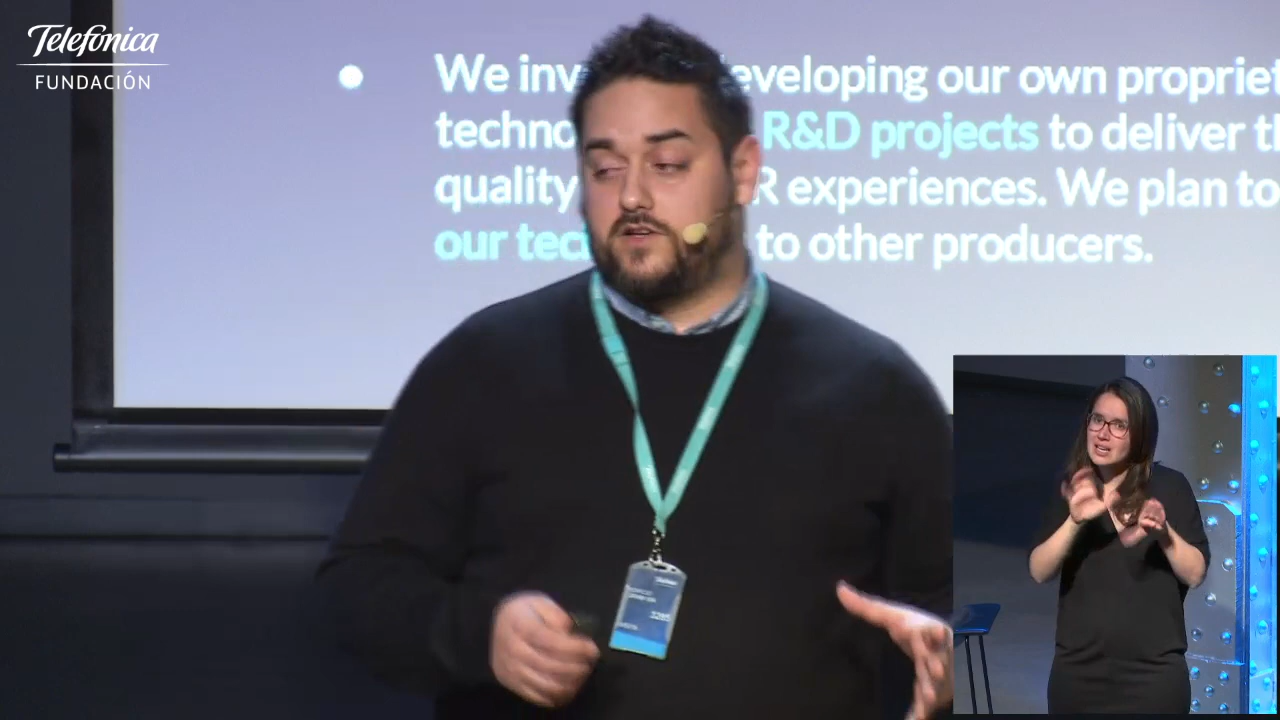 Telefónica
FUNDACIÓN
We inv eveloping our own propriet
techno R&D projects to deliver th
quality R experiences. We plan to
our tec to other producers.